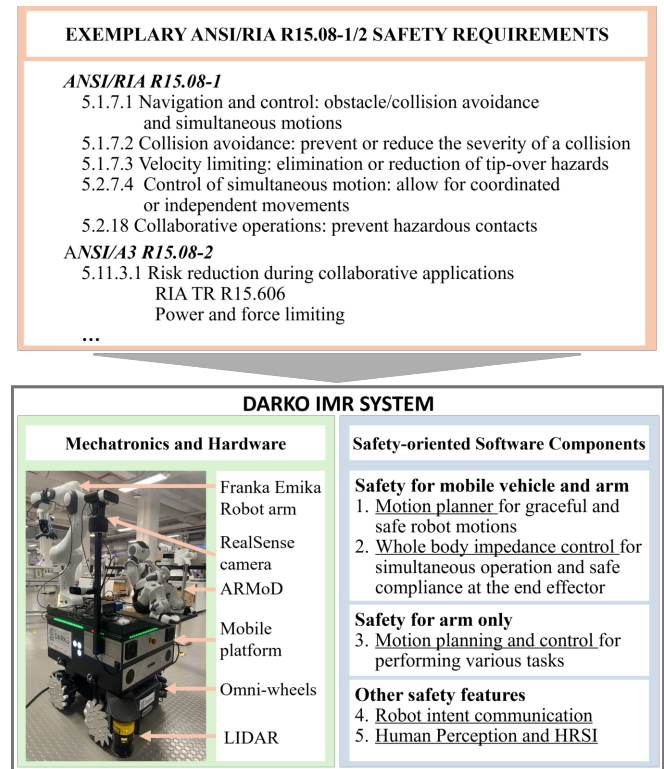 EXEMPLARY ANSI/RIA R15.08-1/2 SAFETY REQUIREMENTS
ANSI/RIA R15.08-1
5.1.7.1 Navigation and control: obstacle/collision avoidance
and simultaneous motions
5.1.7.2 Collision avoidance: prevent or reduce the severity of a collision
5.1.7.3 Velocity limiting: elimination or reduction of tip-over hazards
5.2.7.4 Control of simultaneous motion: allow for coordinated
or independent movements
5.2.18 Collaborative operations: prevent hazardous contacts
ANSI/A3 R15.08-2
5.11.3.1 Risk reduction during collaborative applications
RIA TR R15.606
Power and force limiting
...
DARKO IMR SYSTEM
Mechatronics and Hardware
Franka Emika
Robot arm
RealSense
camera
ARMoD
Mobile
platform
Omni-wheels
LIDAR
DARKO
Safety-oriented Software Components
Safety for mobile vehicle and arm
1. Motion planner for graceful and
safe robot motions
2. Whole body impedance control for
simultaneous operation and safe
compliance at the end effector
Safety for arm only
3. Motion planning and control for
performing various tasks
Other safety features
4. Robot intent communication
5. Human Perception and HRSI